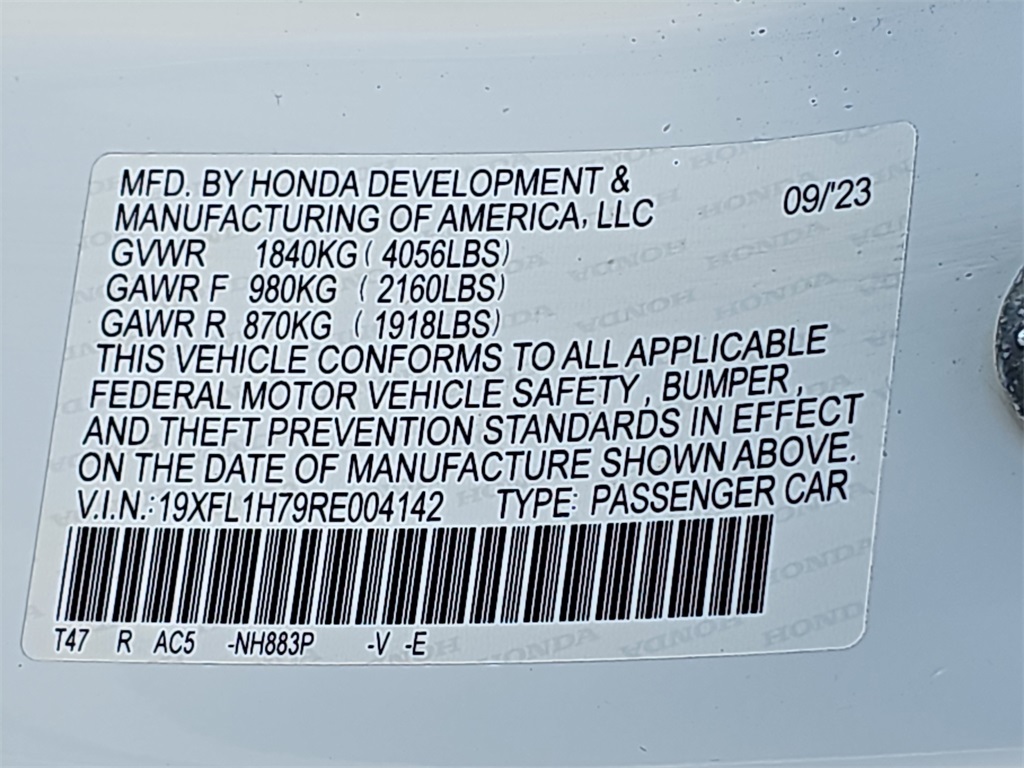 MFD. BY HONDA DEVELOPMENT &
MANUFACTURING OF AMERICA, LLC 09/'23
GVWR 1840KG ( 4056LBS)
GAWR F 980KG ( 2160LBS)
GAWR R 870KG ( 1918LBS)
THIS VEHICLE CONFORMS TO ALL APPLICABLE
FEDERAL MOTOR VEHICLE SAFETY , BUMPER ,
AND THEFT PREVENTION STANDARDS IN EFFECT
ON THE DATE OF MANUFACTURE SHOWN ABOVE.
V.I.N.: 19XFL1H79RE004142 TYPE: PASSENGER CAR
T47 R AC5 -NH883P -V -E